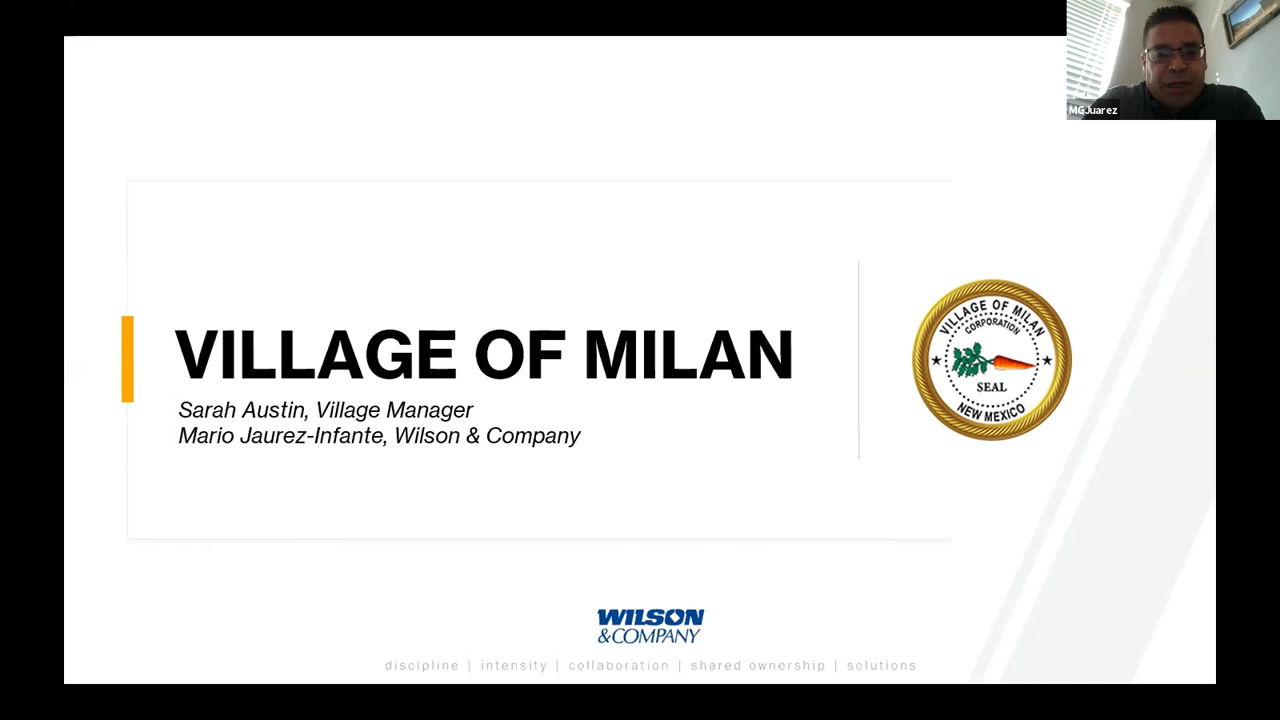 MGJuarez
VILLAGE OF MILAN
Sarah Austin, Village Manager
Mario Jaurez-Infante, Wilson & Company
VILLAGE OF MILAN
CORPORATION
SEAL
NEW MEXICO
WILSON
&COMPANY
discipline | intensity | collaboration | shared ownership | solutions